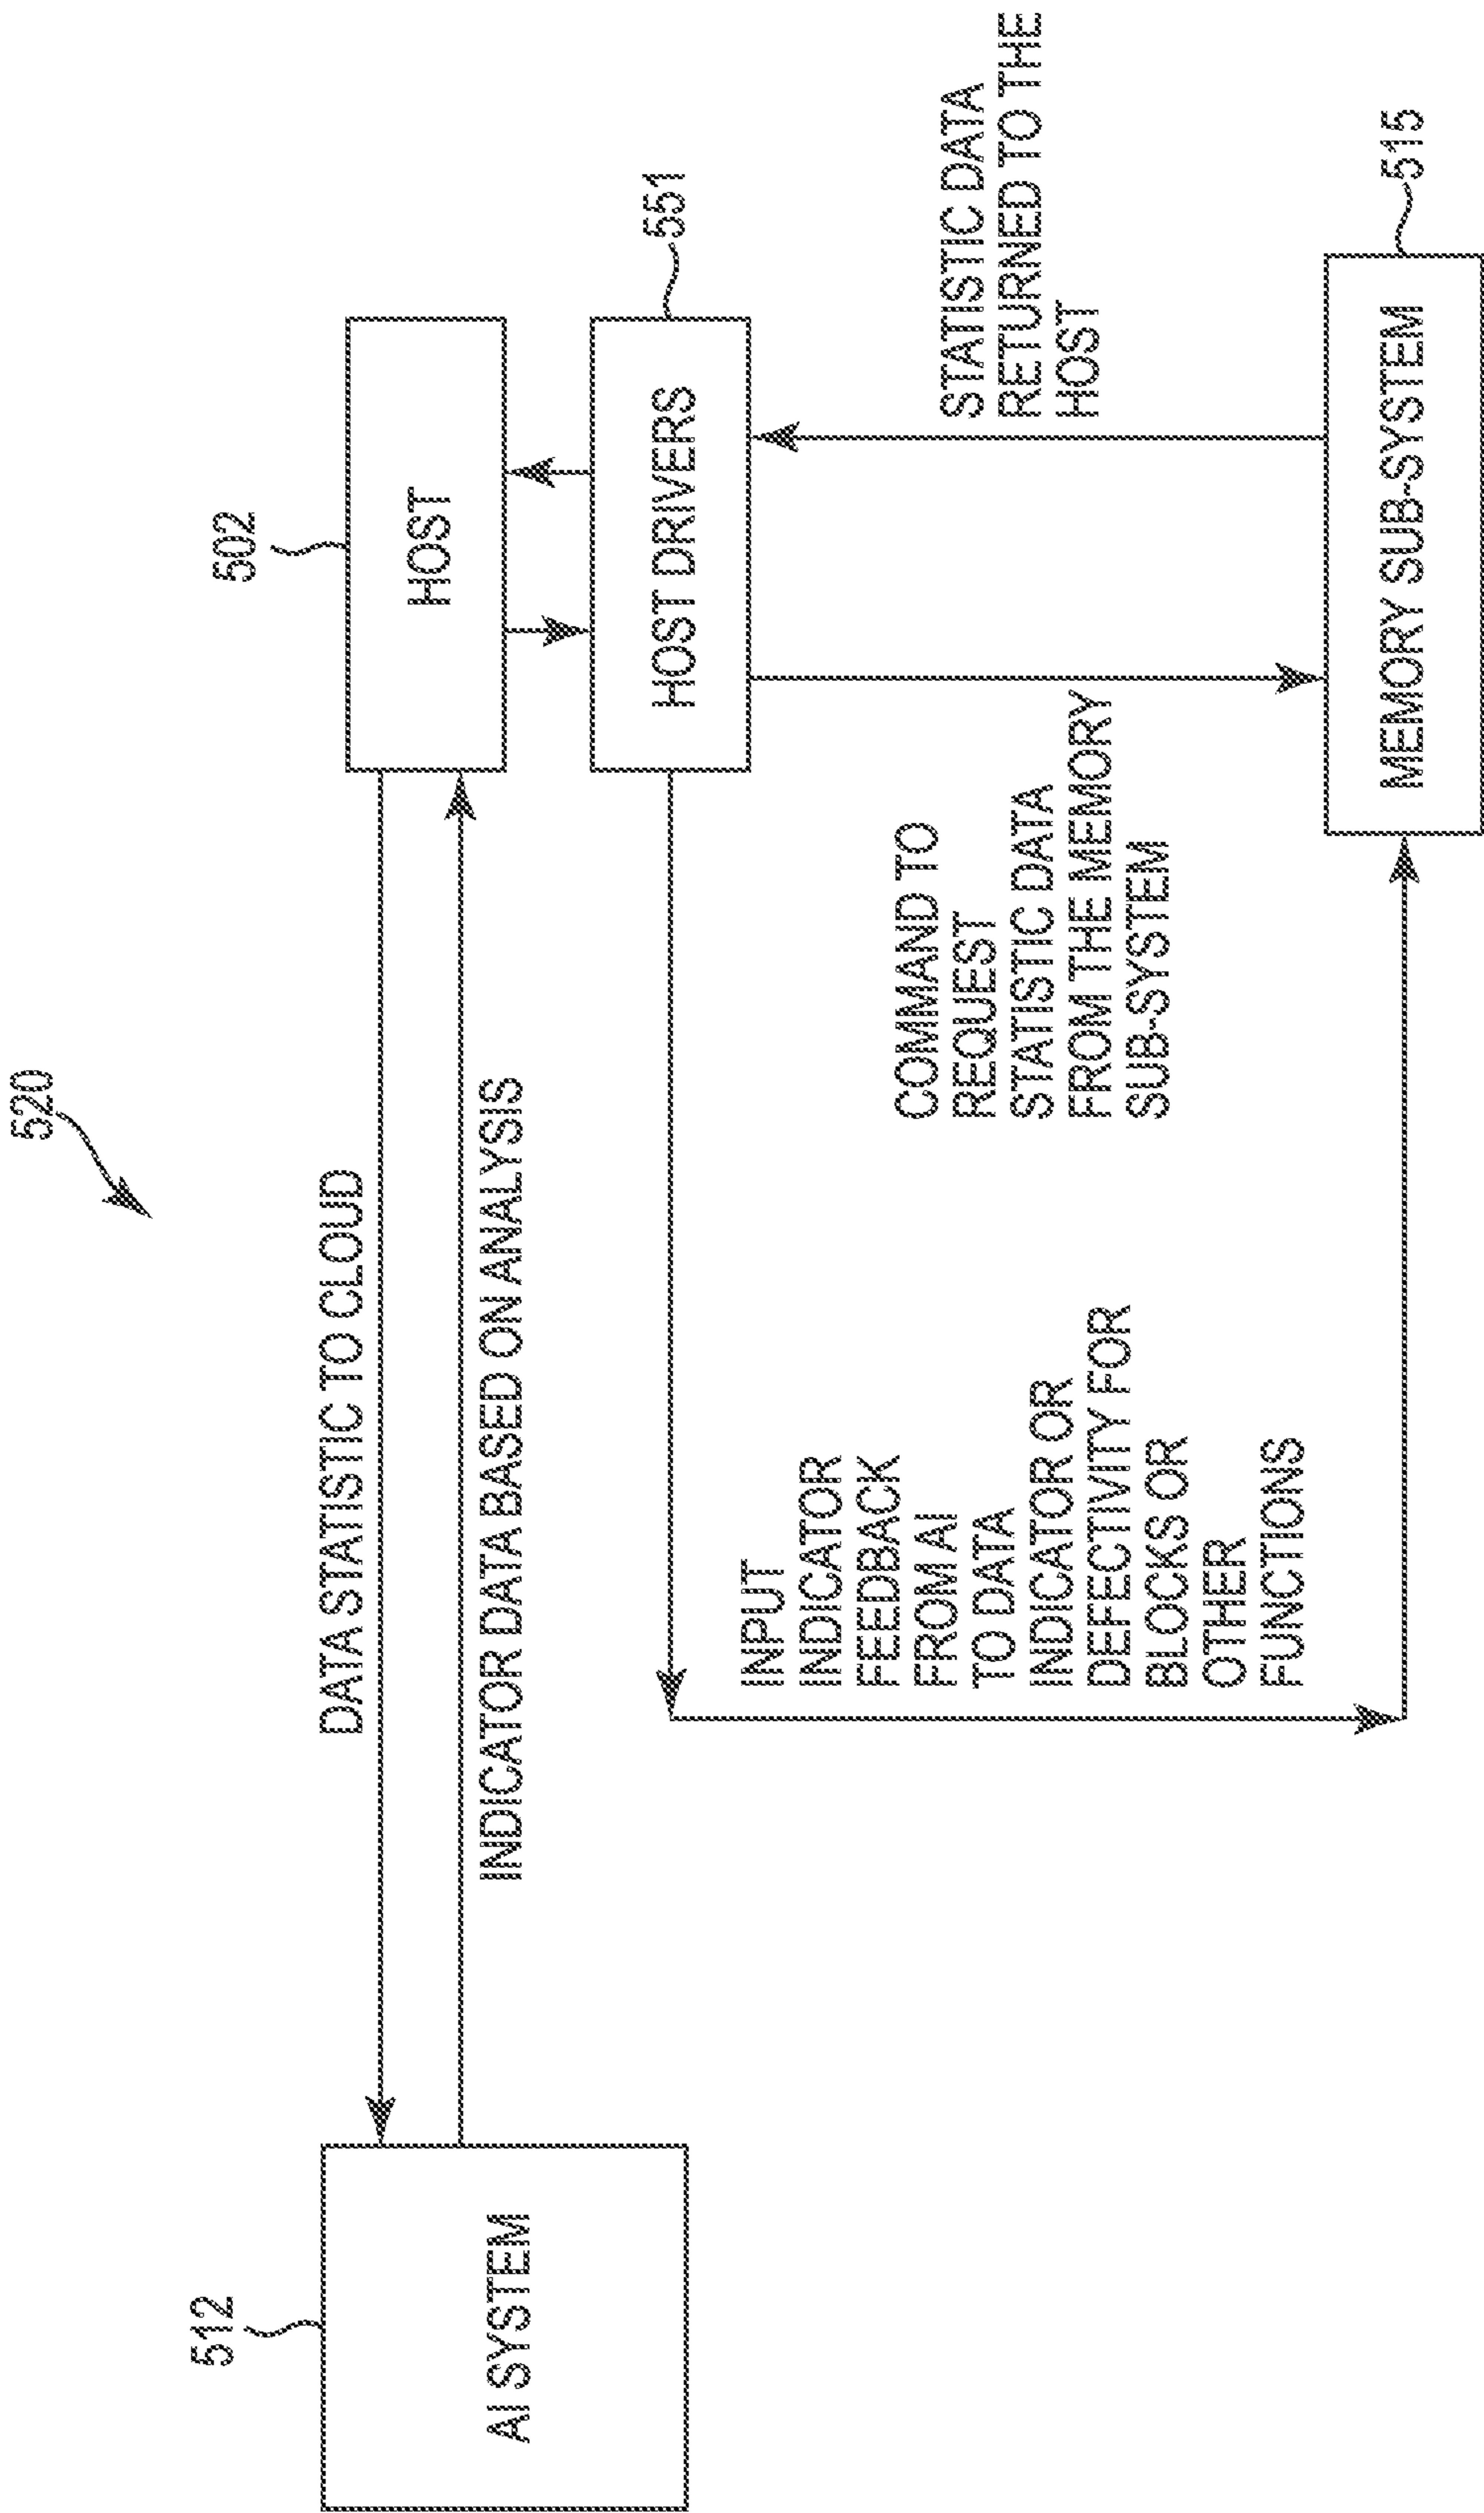 520
512
AI SYSTEM
DATA STATISTIC TO CLOUD
INDICATOR DATA BASED ON ANALYSIS
502
HOST
551
HOST DRIVERS
INPUT
INDICATOR
FEEDBACK
FROM AI
TO DATA
INDICATOR OR
DEFECTIVITY FOR
BLOCKS OR
OTHER
FUNCTIONS
COMMAND TO
REQUEST
STATISTIC DATA
FROM THE MEMORY
SUB-SYSTEM
STATISTIC DATA
RETURNED TO THE
HOST
MEMORY SUB-SYSTEM
515